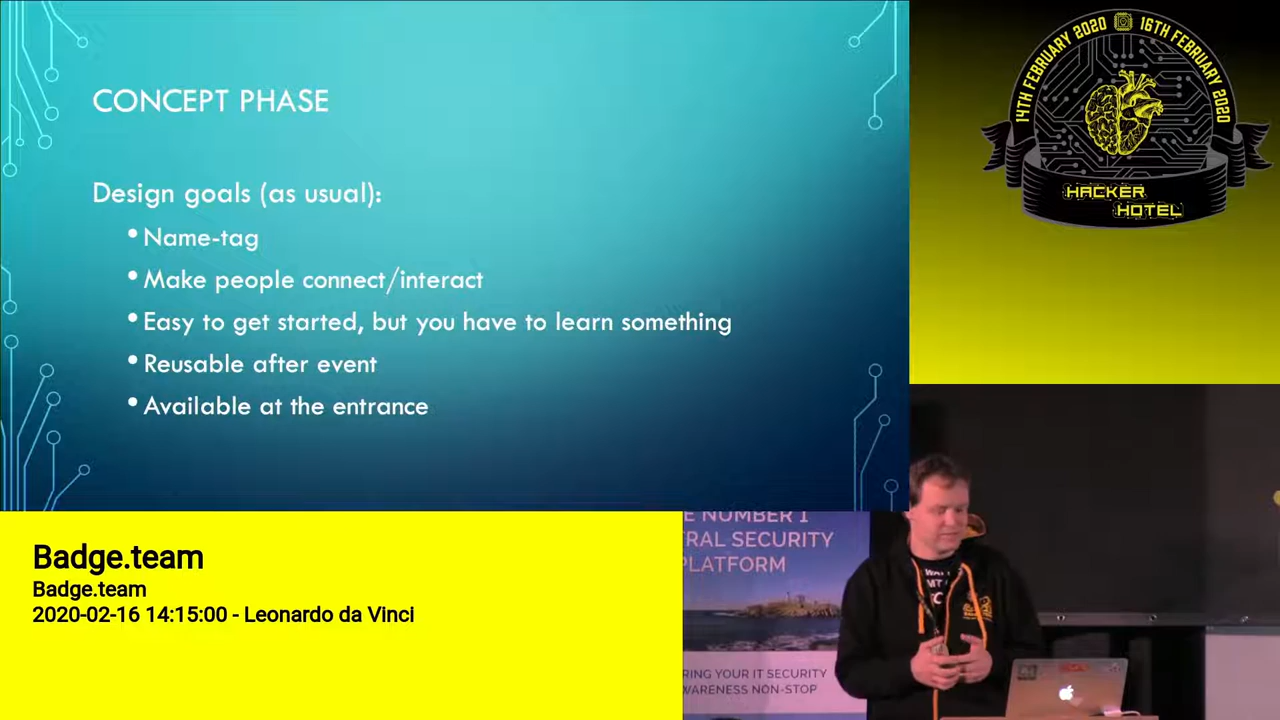 CONCEPT PHASE
Design goals (as usual):
• Name-tag
• Make people connect/interact
• Easy to get started, but you have to learn something
• Reusable after event
• Available at the entrance
14TH FEBRUARY 2020
16TH FEBRUARY 2020
HACKER
HOTEL
Badge.team
Badge.team
2020-02-16 14:15:00 - Leonardo da Vinci
NUMBER 1
SECURITY
PLATFORM
YOUR IT SECURITY
NON-STOP